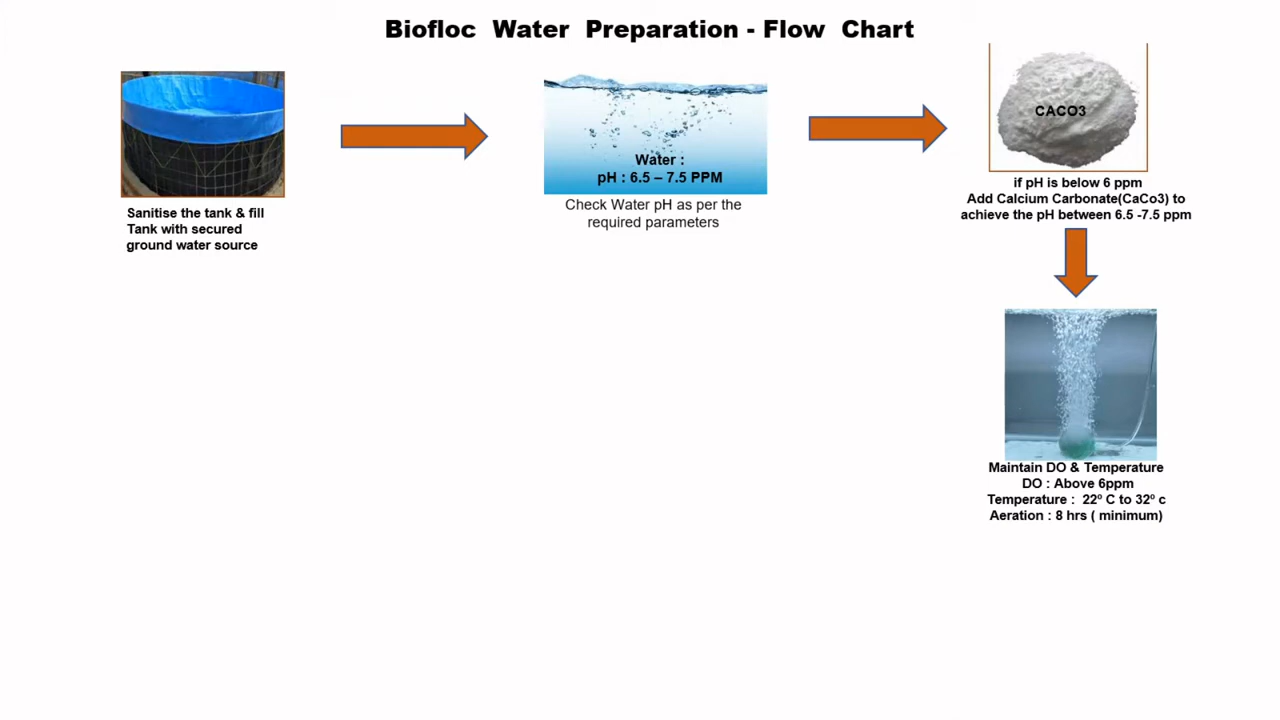 Biofloc Water Preparation - Flow Chart
Sanitise the tank & fill
Tank with secured
ground water source
Water :
pH : 6.5 – 7.5 PPM
Check Water pH as per the
required parameters
CACO3
if pH is below 6 ppm
Add Calcium Carbonate(CaCo3) to
achieve the pH between 6.5 -7.5 ppm
Maintain DO & Temperature
DO : Above 6ppm
Temperature : 22º C to 32º c
Aeration : 8 hrs ( minimum)